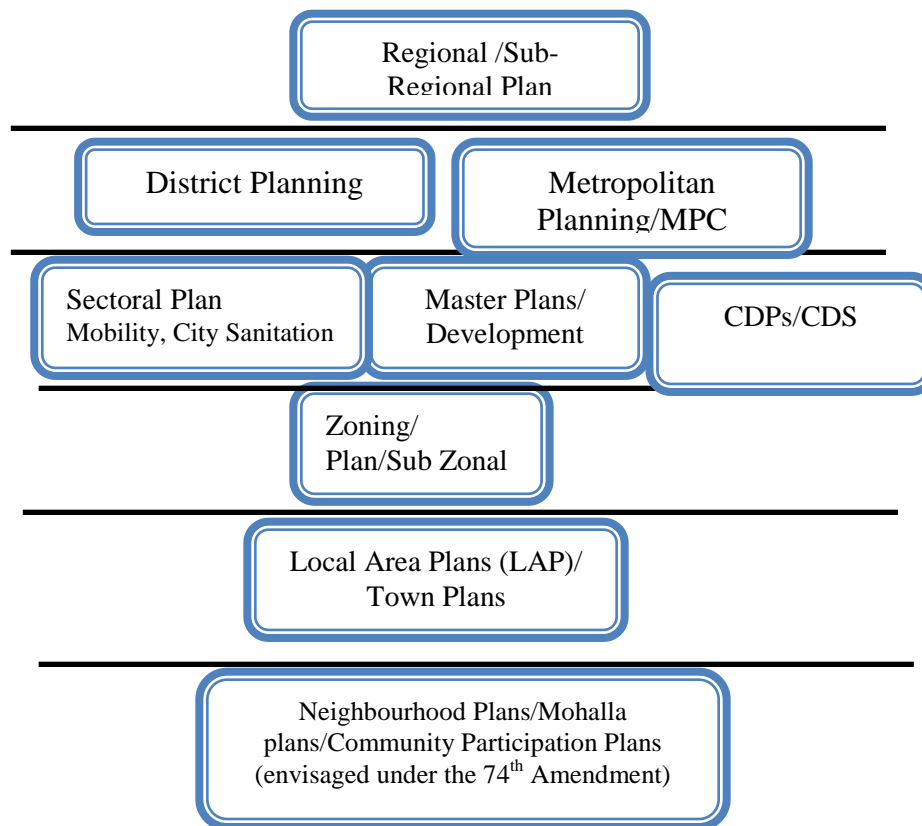 Regional /Sub-
Regional Plan
District Planning
Metropolitan
Planning/MPC
Sectoral Plan
Mobility, City Sanitation
Master Plans/
Development
CDPs/CDS
Zoning/
Plan/Sub Zonal
Local Area Plans (LAP)/
Town Plans
Neighbourhood Plans/Mohalla
plans/Community Participation Plans
(envisaged under the 74th Amendment)